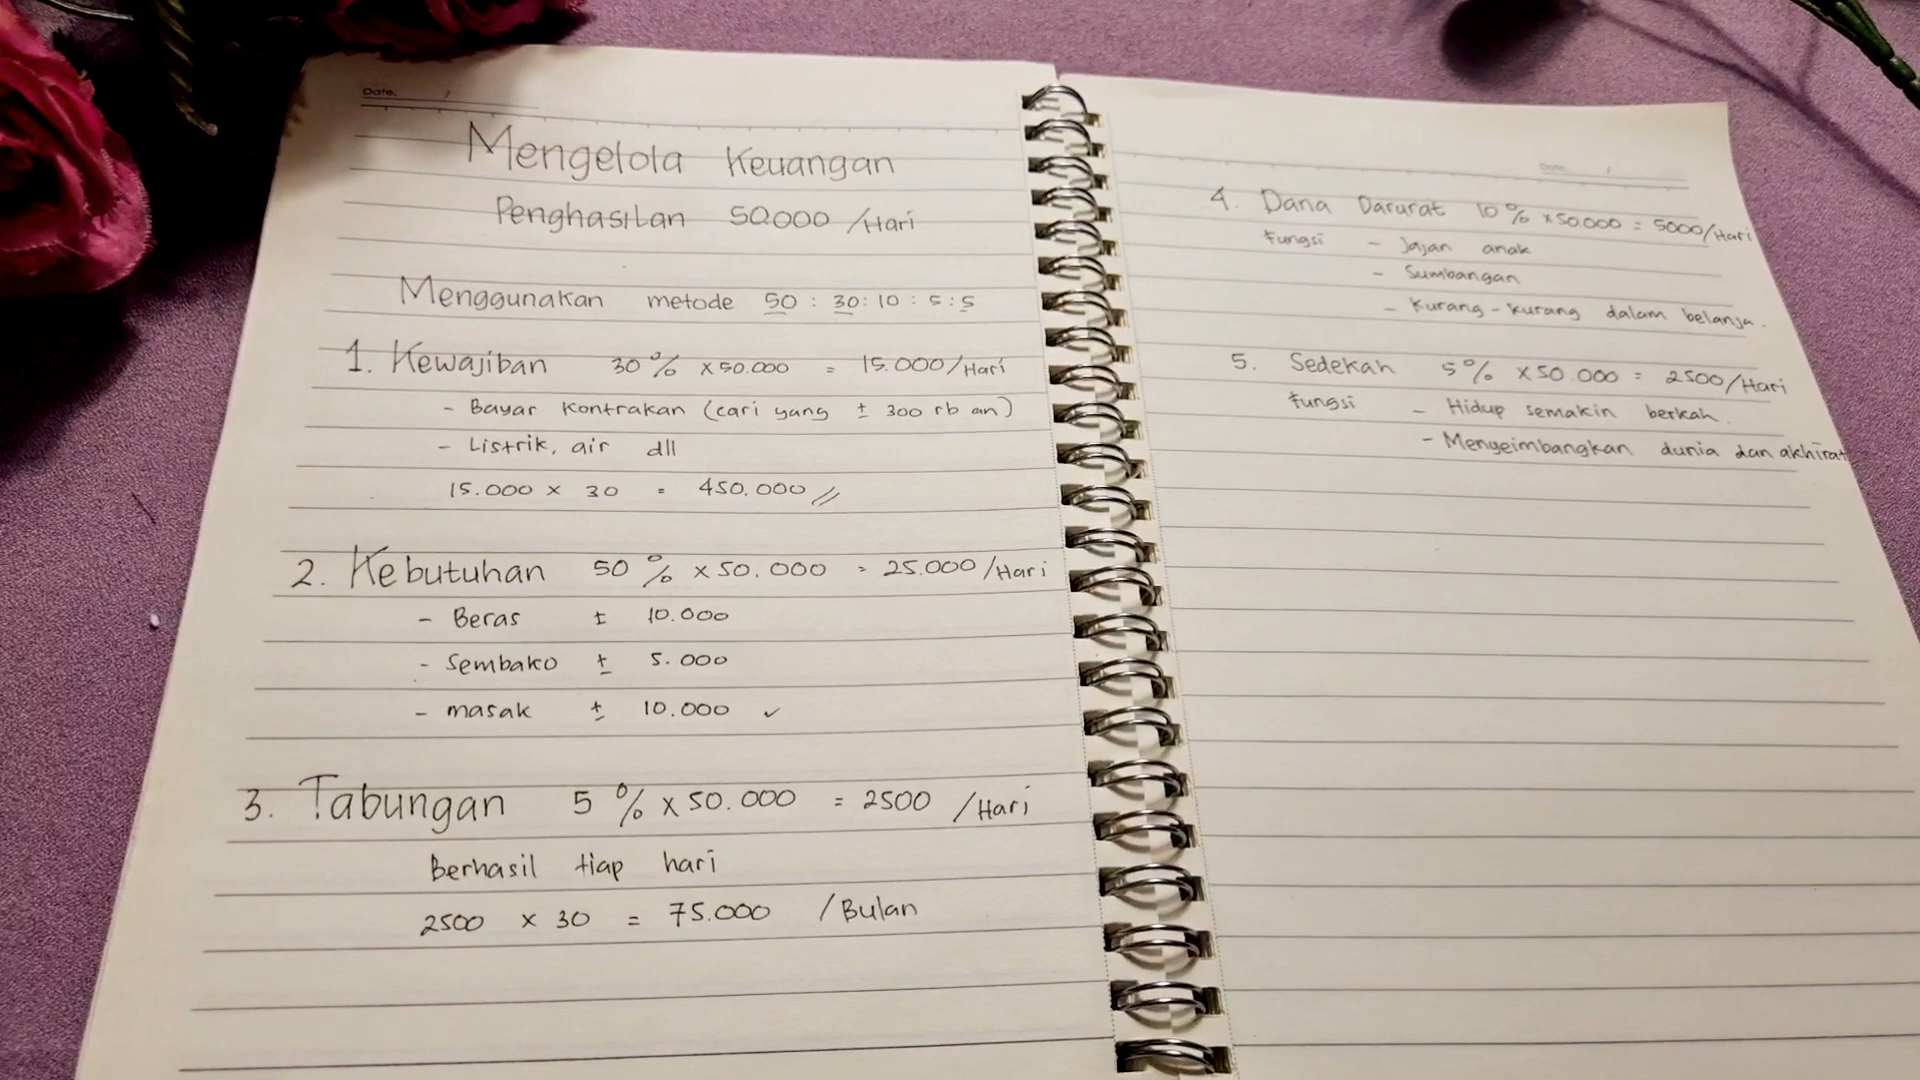 Date. /
Mengelola Keuangan
Penghasilan 50.000 /Hari
Menggunakan metode 50 : 30 : 10 : 5 : 5
1. Kewajiban 30 % x 50.000 = 15.000/Hari
- Bayar Kontrakan (cari yang ± 300 rb an)
- Listrik, air dll
15.000 x 30 = 450.000 //
2. Kebutuhan 50 % x 50.000 = 25.000 /Hari
- Beras ± 10.000
- Sembako ± 5.000
- masak ± 10.000 ✓
3. Tabungan 5 % x 50.000 = 2500 /Hari
Berhasil tiap hari
2500 x 30 = 75.000 /Bulan
Date. /
4. Dana Darurat 10 % x 50.000 = 5000/Hari
fungsi - Jajan anak
- Sumbangan
- Kurang-kurang dalam belanja.
5. Sedekah 5 % x 50.000 = 2500/Hari
fungsi - Hidup semakin berkah.
- Mengeimbangkan dunia dan akhirat